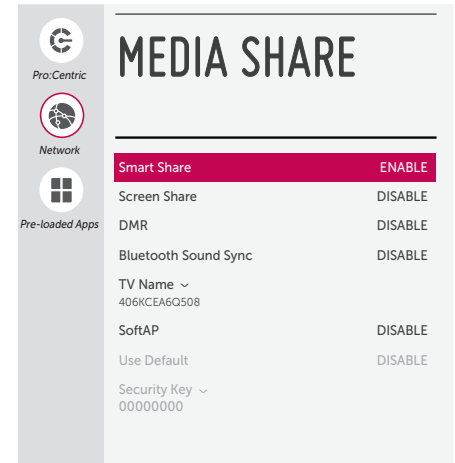 Pro:Centric
Network
Pre-loaded Apps
MEDIA SHARE
Smart Share ENABLE
Screen Share DISABLE
DMR DISABLE
Bluetooth Sound Sync DISABLE
TV Name
406KCEA6Q508
SoftAP DISABLE
Use Default DISABLE
Security Key
00000000